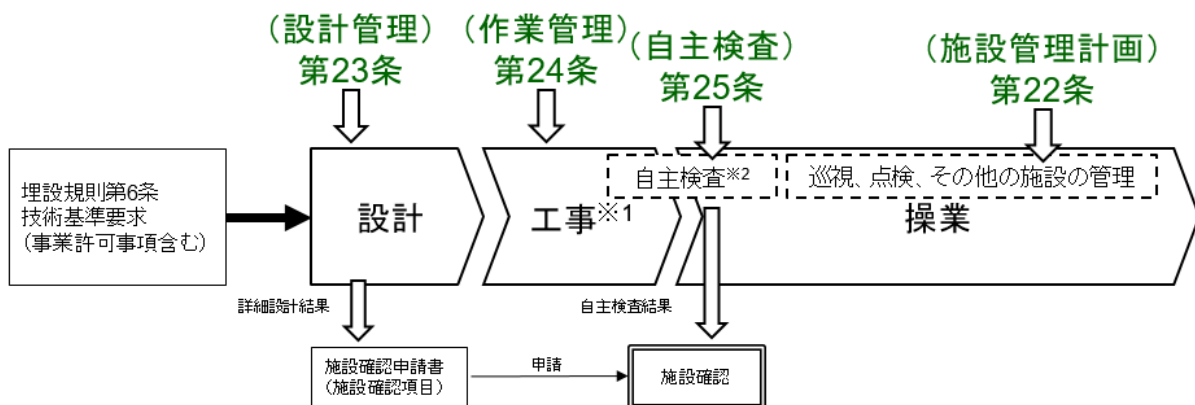 (設計管理)
第23条
(作業管理)
第24条
(自主検査)
第25条
(施設管理計画)
第22条
埋設規則第6条
技術基準要求
(事業許可事項含む)
設計
工事※1
自主検査※2
巡視、点検、その他の施設の管理
操業
詳細設計結果
自主検査結果
施設確認申請書
(施設確認項目)
申請
施設確認